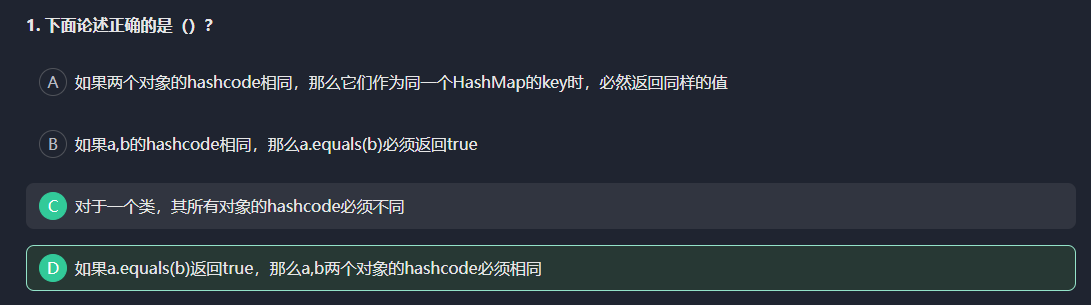 1. 下面论述正确的是（）？
A 如果两个对象的hashcode相同，那么它们作为同一个HashMap的key时，必然返回同样的值
B 如果a,b的hashcode相同，那么a.equals(b)必须返回true
C 对于一个类，其所有对象的hashcode必须不同
D 如果a.equals(b)返回true，那么a,b两个对象的hashcode必须相同